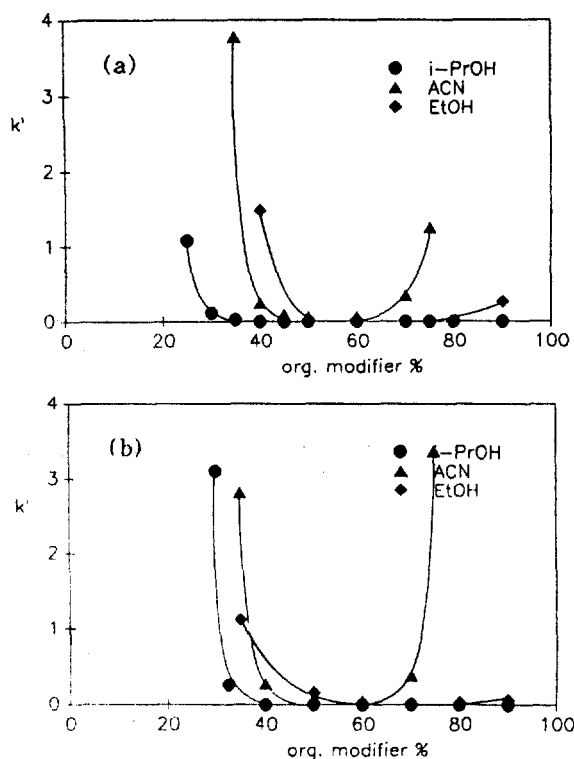 4
(a)
i-PrOH
ACN
EtOH
3
k'
2
1
0
0 20 40 60 80 100
org. modifier %
4
(b)
i-PrOH
ACN
EtOH
3
k'
2
1
0
0 20 40 60 80 100
org. modifier %